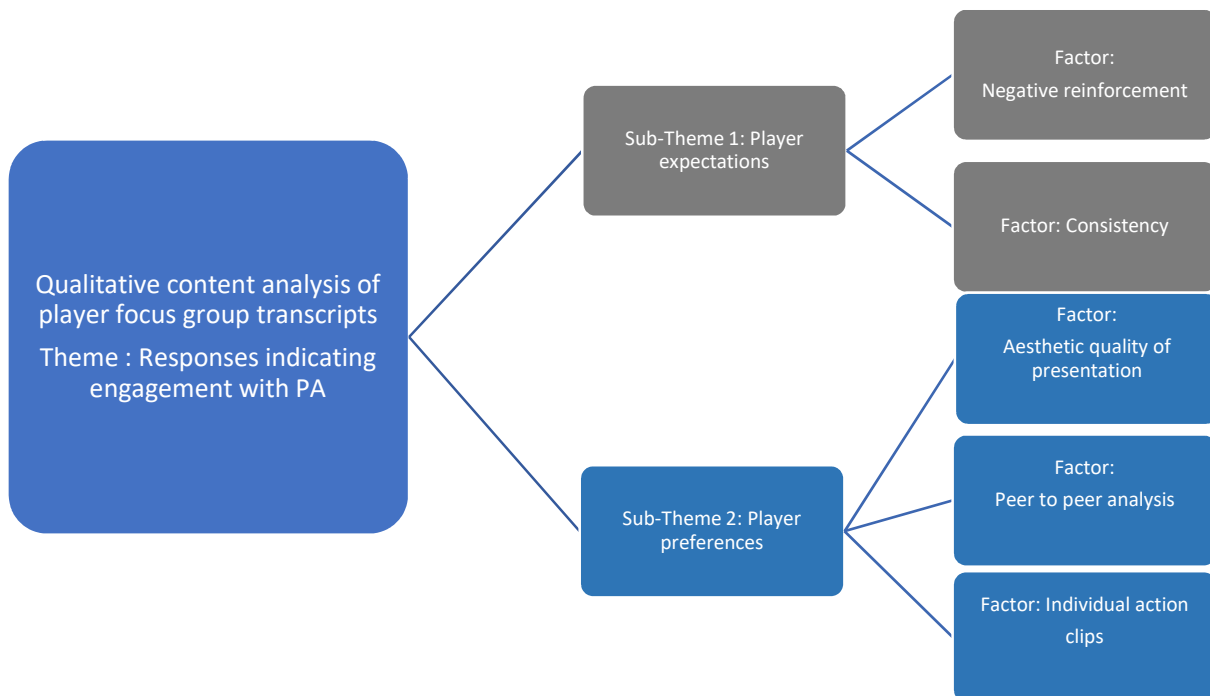 Qualitative content analysis of
player focus group transcripts
Theme : Responses indicating
engagement with PA
Sub-Theme 1: Player
expectations
Factor:
Negative reinforcement
Factor: Consistency
Sub-Theme 2: Player
preferences
Factor:
Aesthetic quality of
presentation
Factor:
Peer to peer analysis
Factor: Individual action
clips